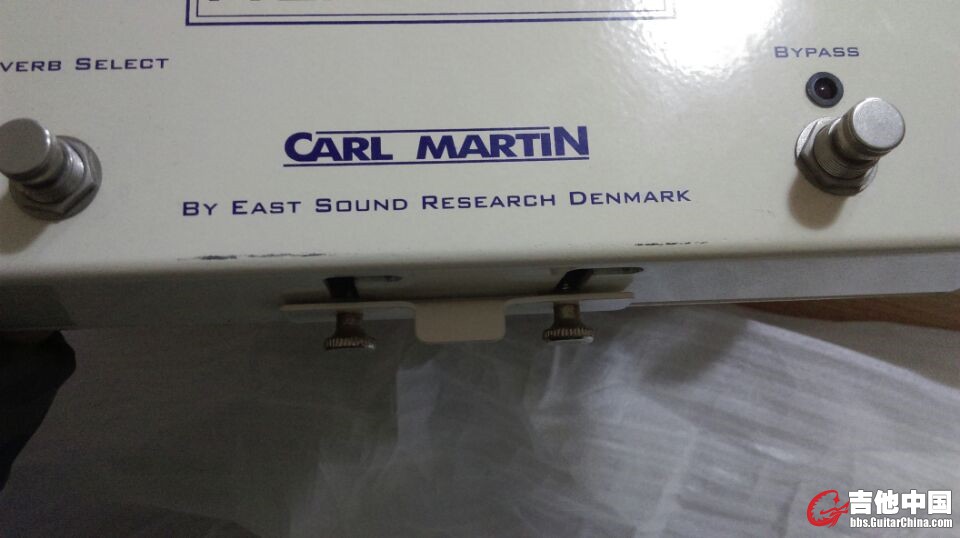 VERB SELECT
BYPASS
CARL MARTIN
BY EAST SOUND RESEARCH DENMARK
吉他中国
bbs.GuitarChina.com